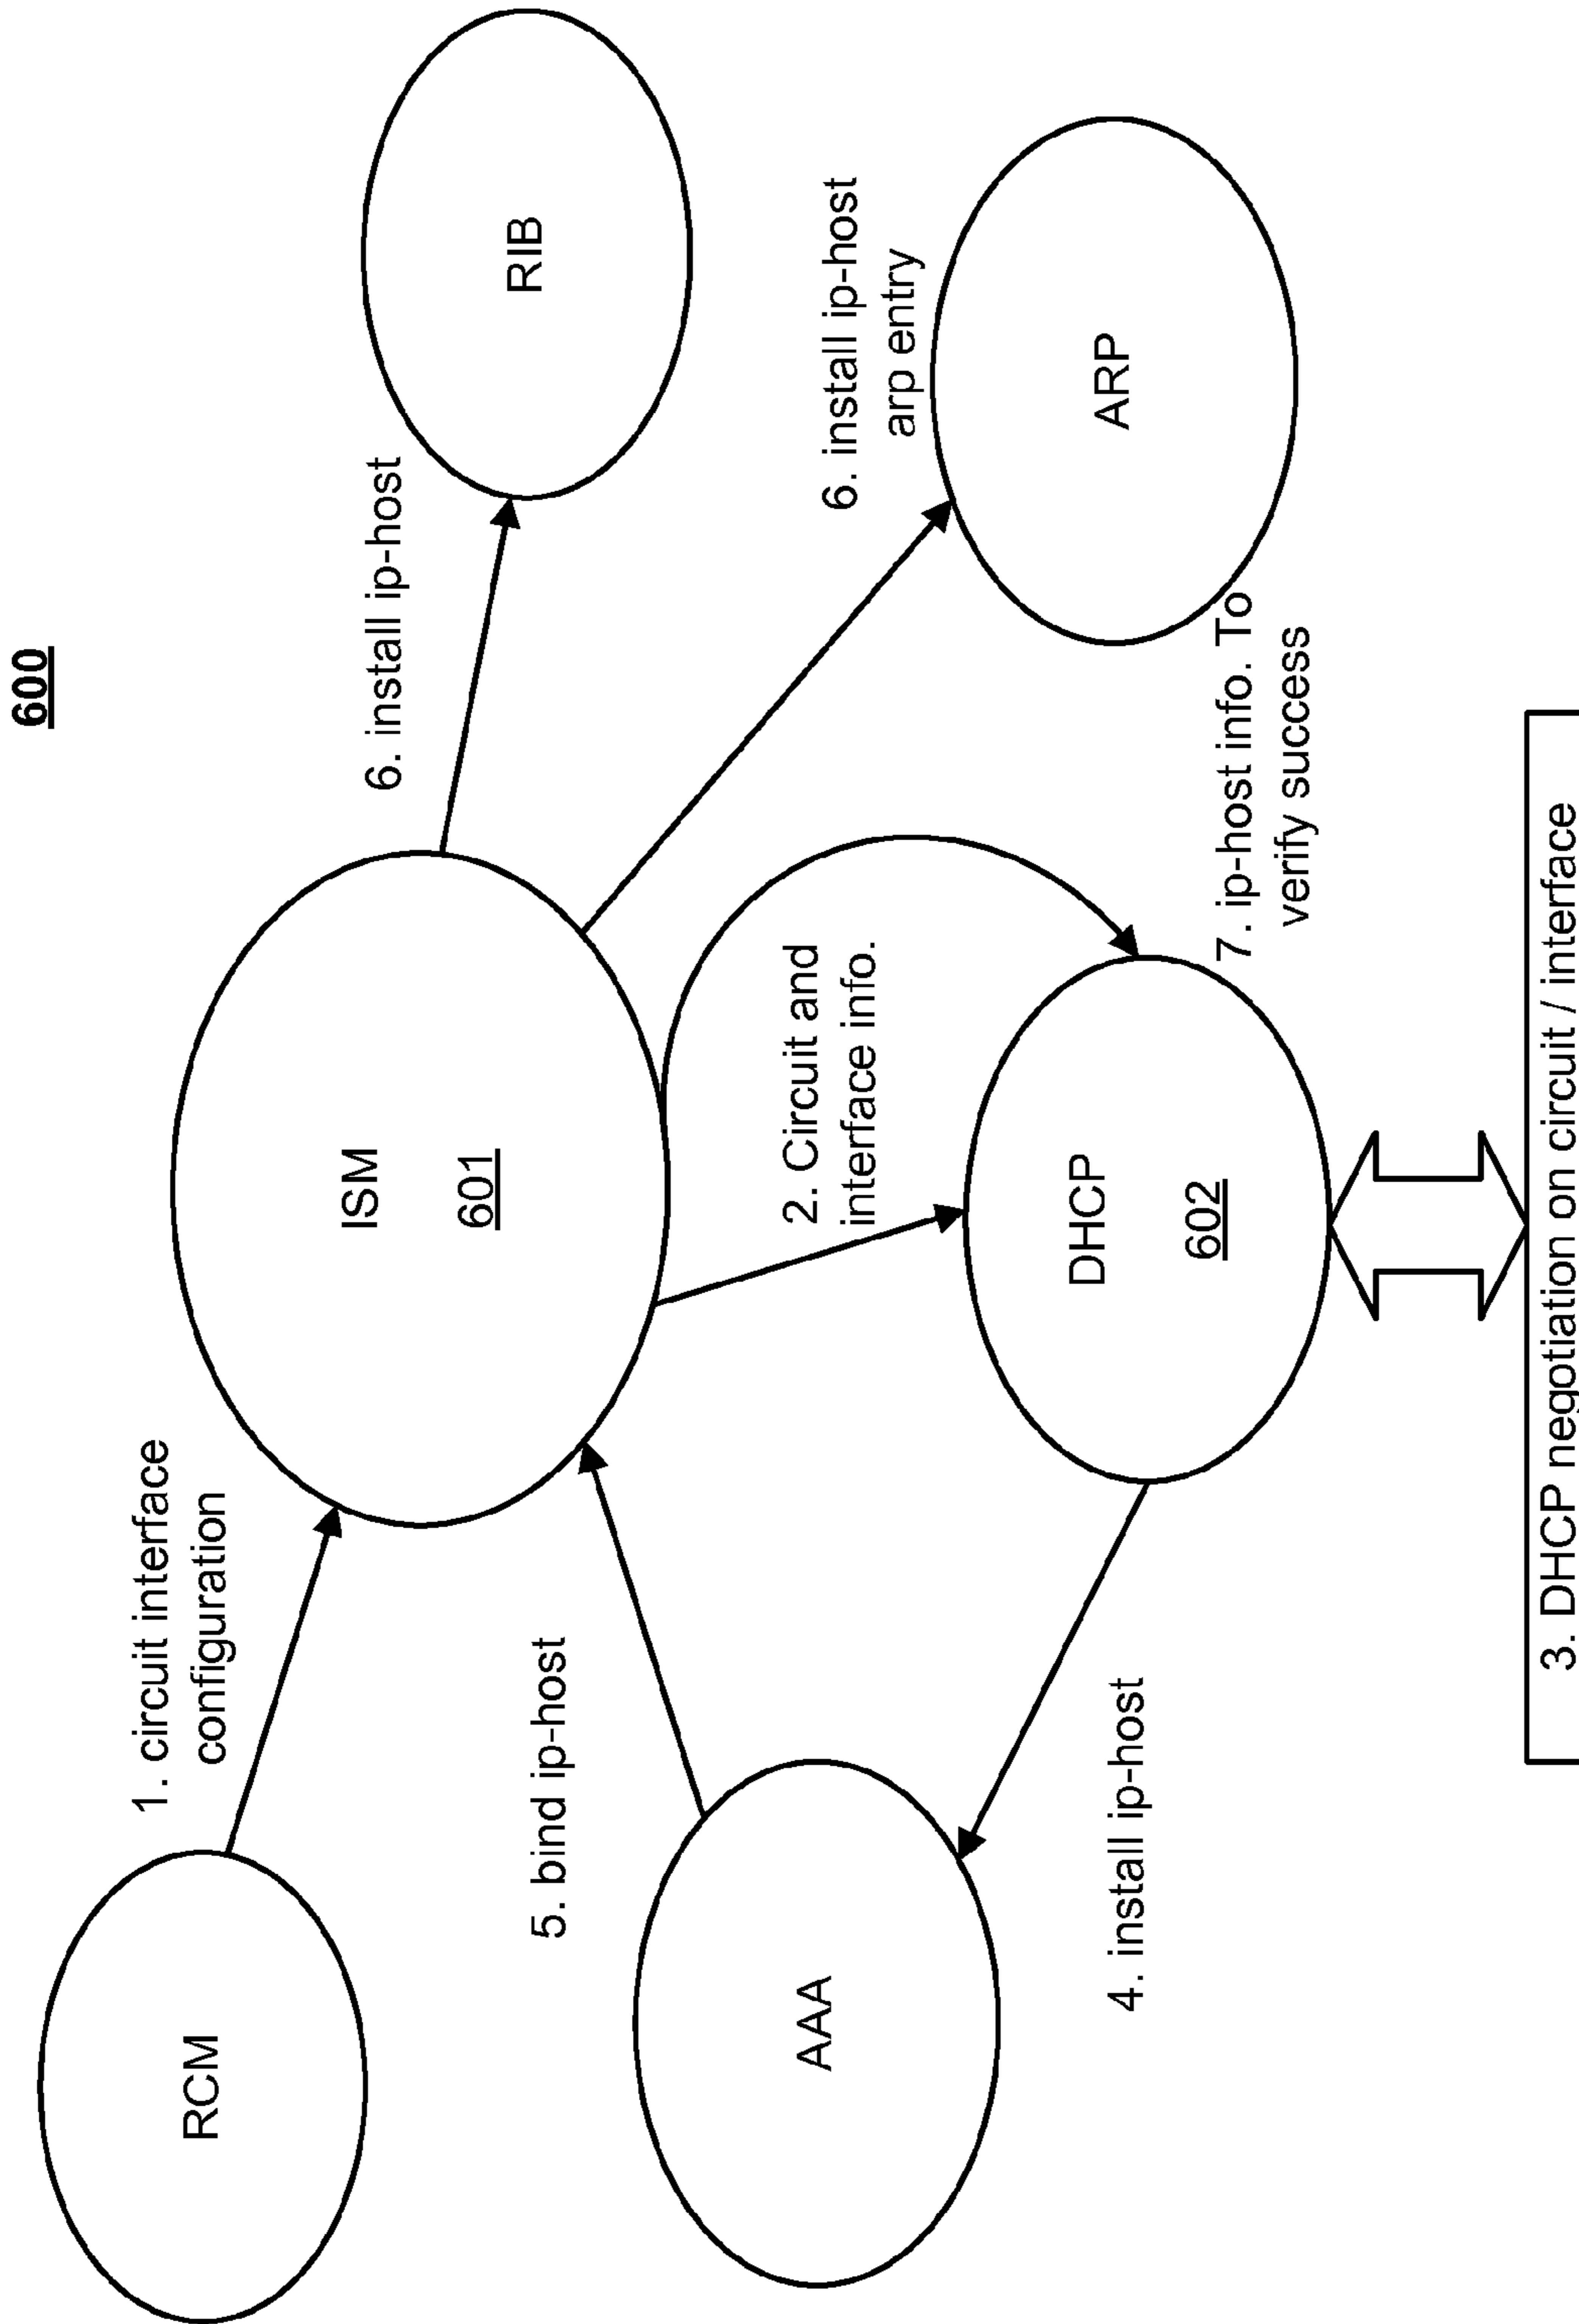 600
RCM
1. circuit interface
configuration
ISM
601
6. install ip-host
RIB
5. bind ip-host
2. Circuit and
interface info.
6. install ip-host
arp entry
AAA
DHCP
602
ARP
4. install ip-host
7. ip-host info. To
verify success
3. DHCP negotiation on circuit / interface